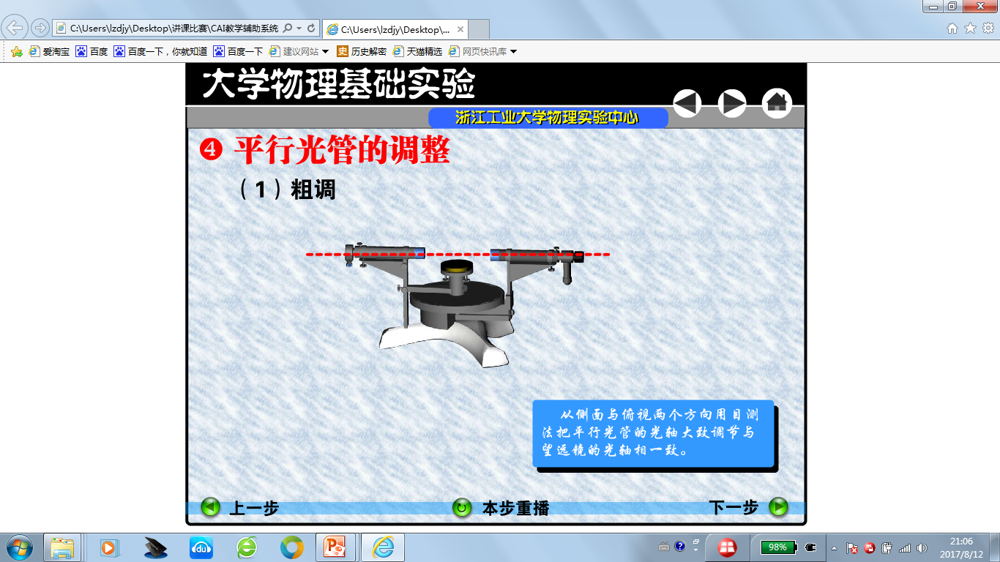 C:\Users\lzdjy\Desktop\讲课比赛\CAI教学辅助系统
C:\Users\lzdjy\Desktop\...
爱淘宝 百度 百度一下，你就知道 百度一下 建议网站 史 历史解密 天猫精选 网页快讯库
大学物理基础实验
浙江工业大学物理实验中心
❹ 平行光管的调整
（1）粗调
从侧面与俯视两个方向用目测
法把平行光管的光轴大致调节与
望远镜的光轴相一致。
上一步 本步重播 下一步
du
98%
21:06
2017/8/12